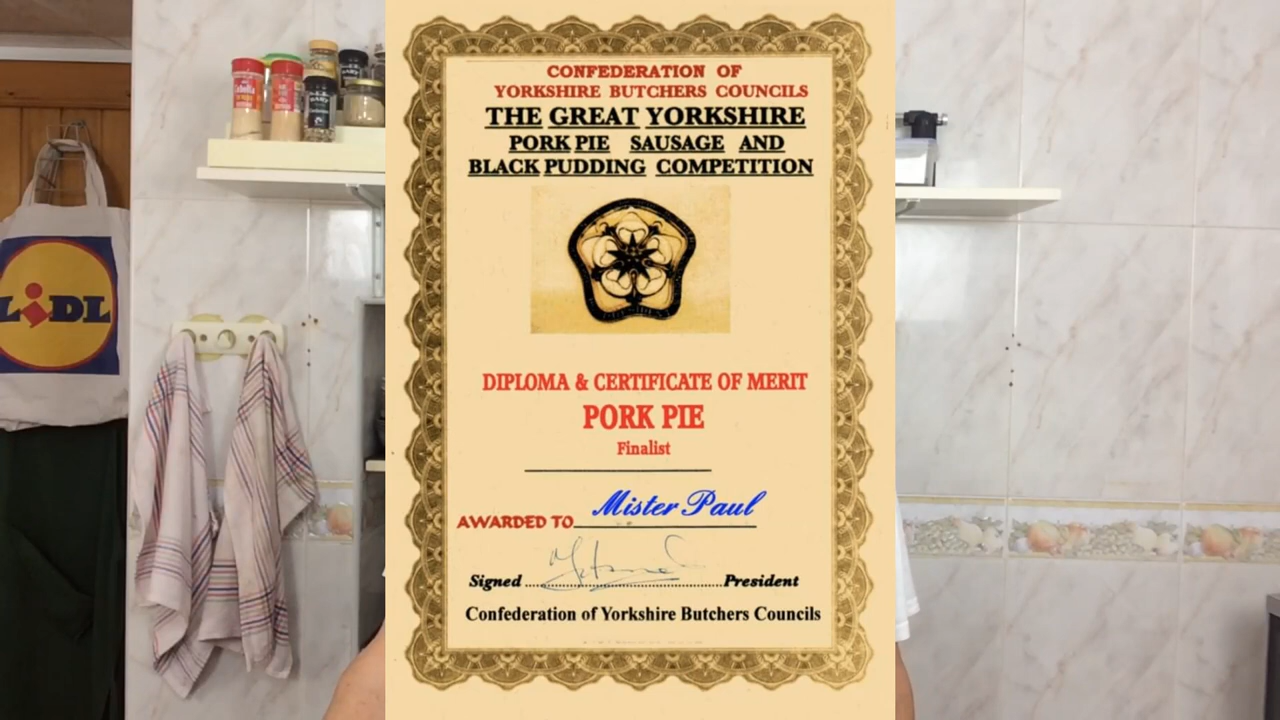 CONFEDERATION OF
YORKSHIRE BUTCHERS COUNCILS
THE GREAT YORKSHIRE
PORK PIE SAUSAGE AND
BLACK PUDDING COMPETITION
DIPLOMA & CERTIFICATE OF MERIT
PORK PIE
Finalist
Mister Paul
AWARDED TO
Signed President
Confederation of Yorkshire Butchers Councils
LIDL